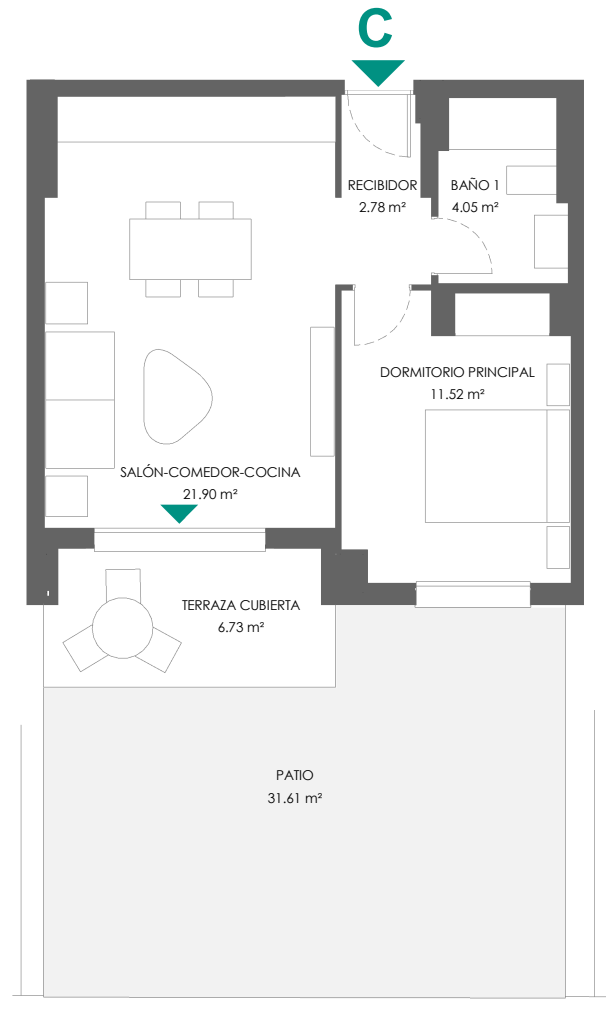 C
RECIBIDOR
2.78 m²
BAÑO 1
4.05 m²
DORMITORIO PRINCIPAL
11.52 m²
SALÓN-COMEDOR-COCINA
21.90 m²
TERRAZA CUBIERTA
6.73 m²
PATIO
31.61 m²